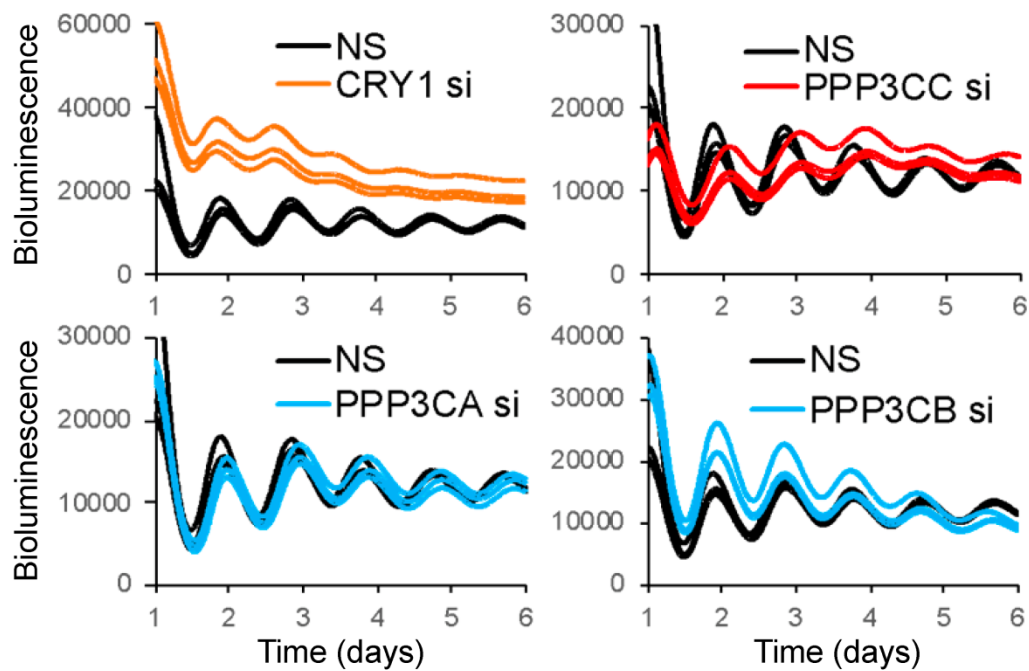 Bioluminescence
60000
40000
20000
0
NS
CRY1 si
1 2 3 4 5 6
30000
20000
10000
0
NS
PPP3CC si
1 2 3 4 5 6
Bioluminescence
30000
20000
10000
0
NS
PPP3CA si
1 2 3 4 5 6
Time (days)
40000
30000
20000
10000
0
NS
PPP3CB si
1 2 3 4 5 6
Time (days)